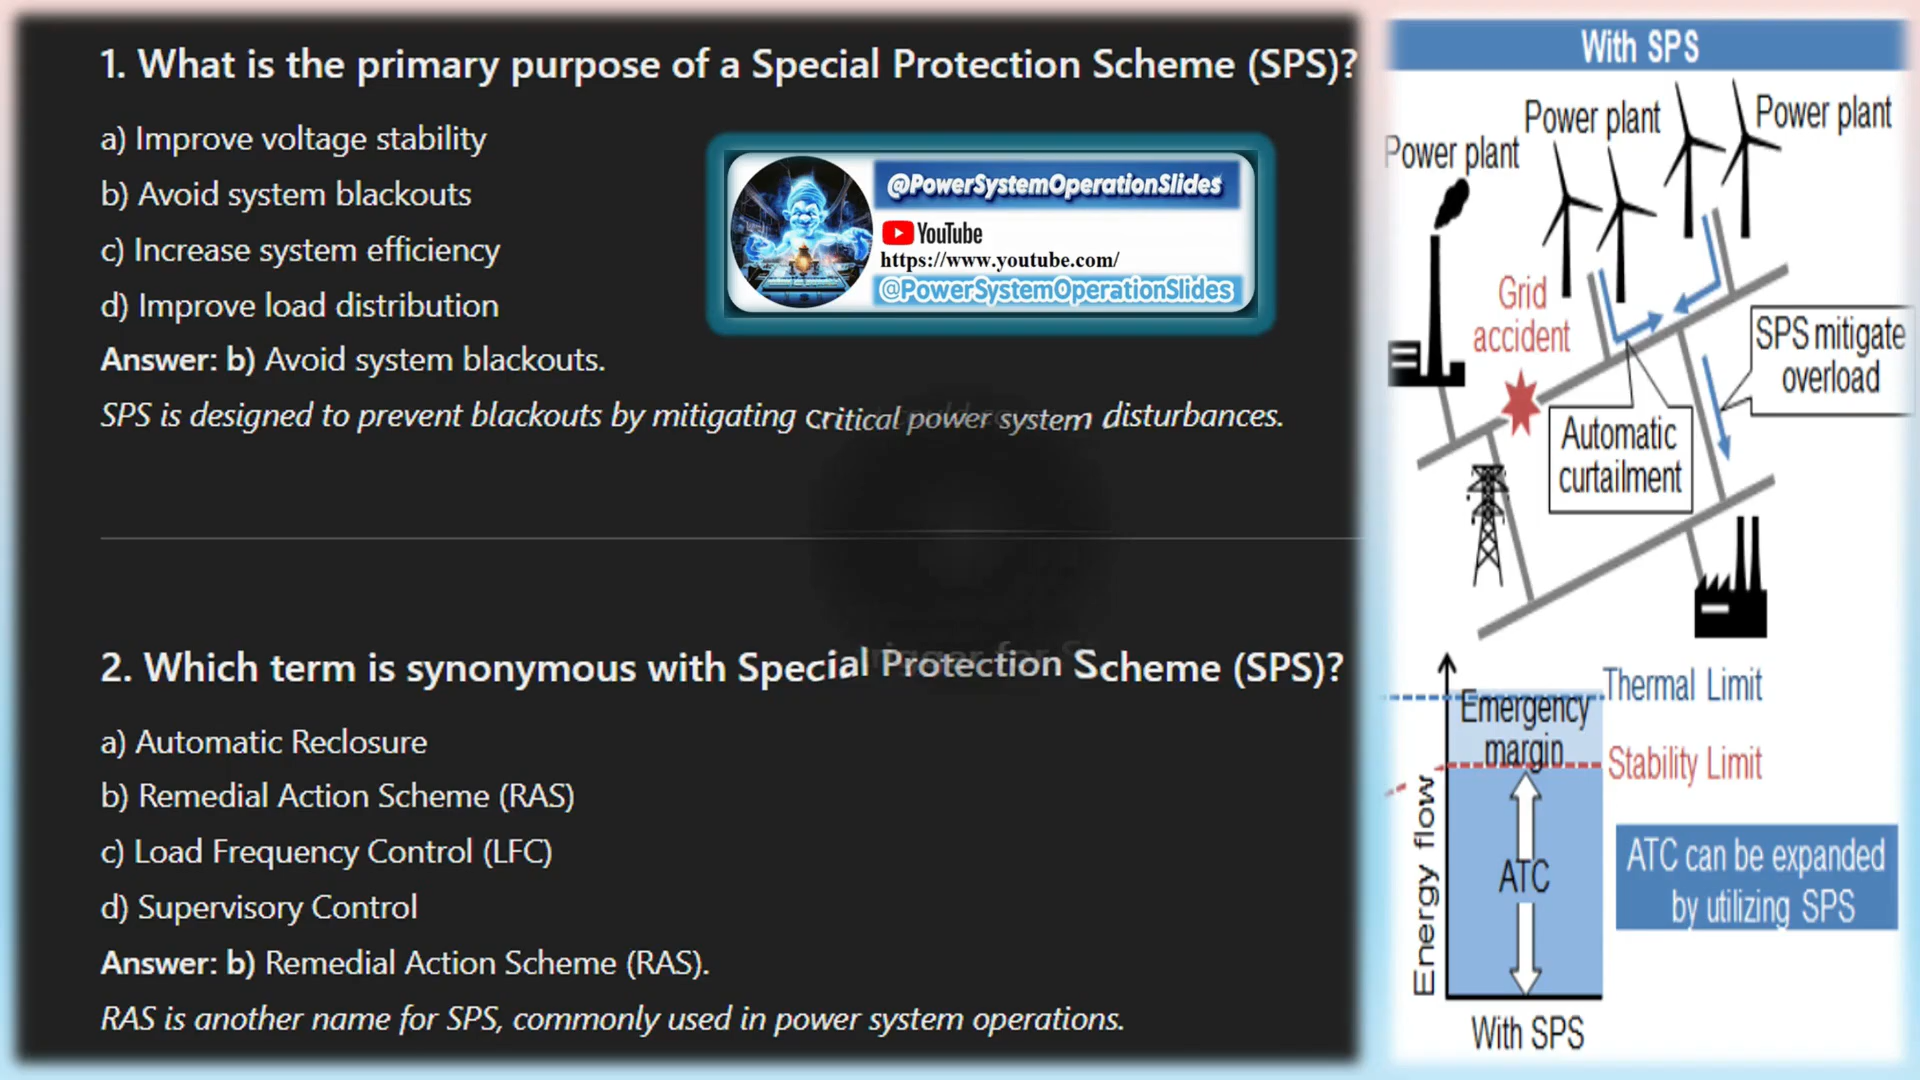 1. What is the primary purpose of a Special Protection Scheme (SPS)?
a) Improve voltage stability
b) Avoid system blackouts
c) Increase system efficiency
d) Improve load distribution
Answer: b) Avoid system blackouts.
SPS is designed to prevent blackouts by mitigating critical power system disturbances.
@PowerSystemOperationSlides
YouTube
https://www.youtube.com/
@PowerSystemOperationSlides
2. Which term is synonymous with Special Protection Scheme (SPS)?
a) Automatic Reclosure
b) Remedial Action Scheme (RAS)
c) Load Frequency Control (LFC)
d) Supervisory Control
Answer: b) Remedial Action Scheme (RAS).
RAS is another name for SPS, commonly used in power system operations.
With SPS
Power plant
Power plant
Power plant
Grid
accident
SPS mitigate
overload
Automatic
curtailment
Thermal Limit
Emergency
margin
Stability Limit
Energy flow
ATC
ATC can be expanded
by utilizing SPS
With SPS